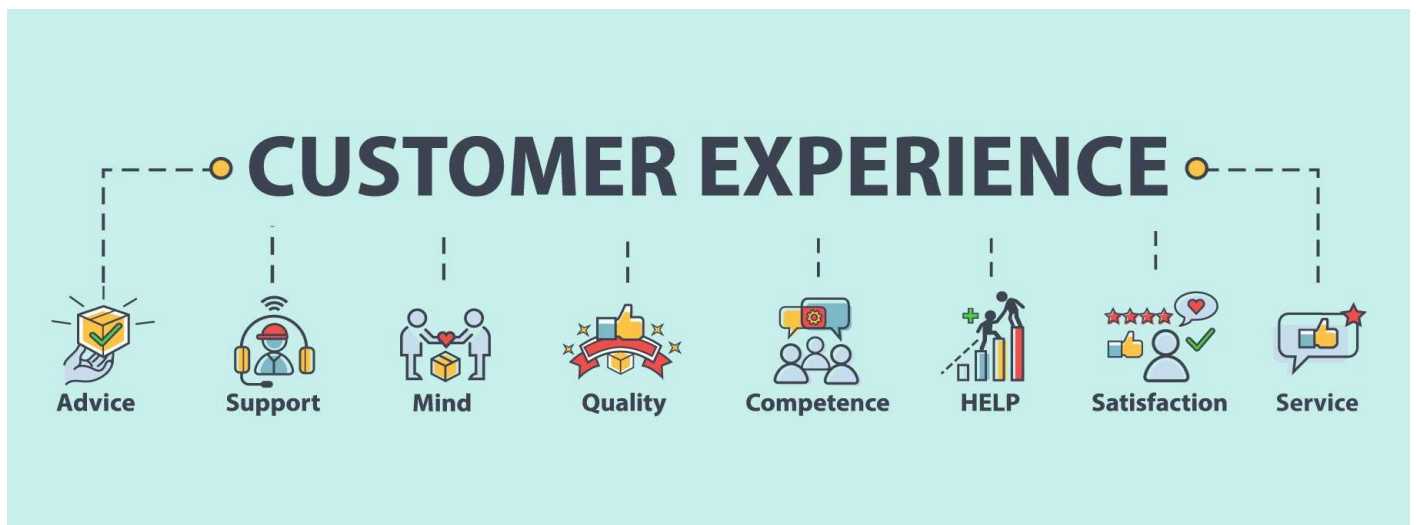 CUSTOMER EXPERIENCE
Advice Support Mind Quality Competence HELP Satisfaction Service